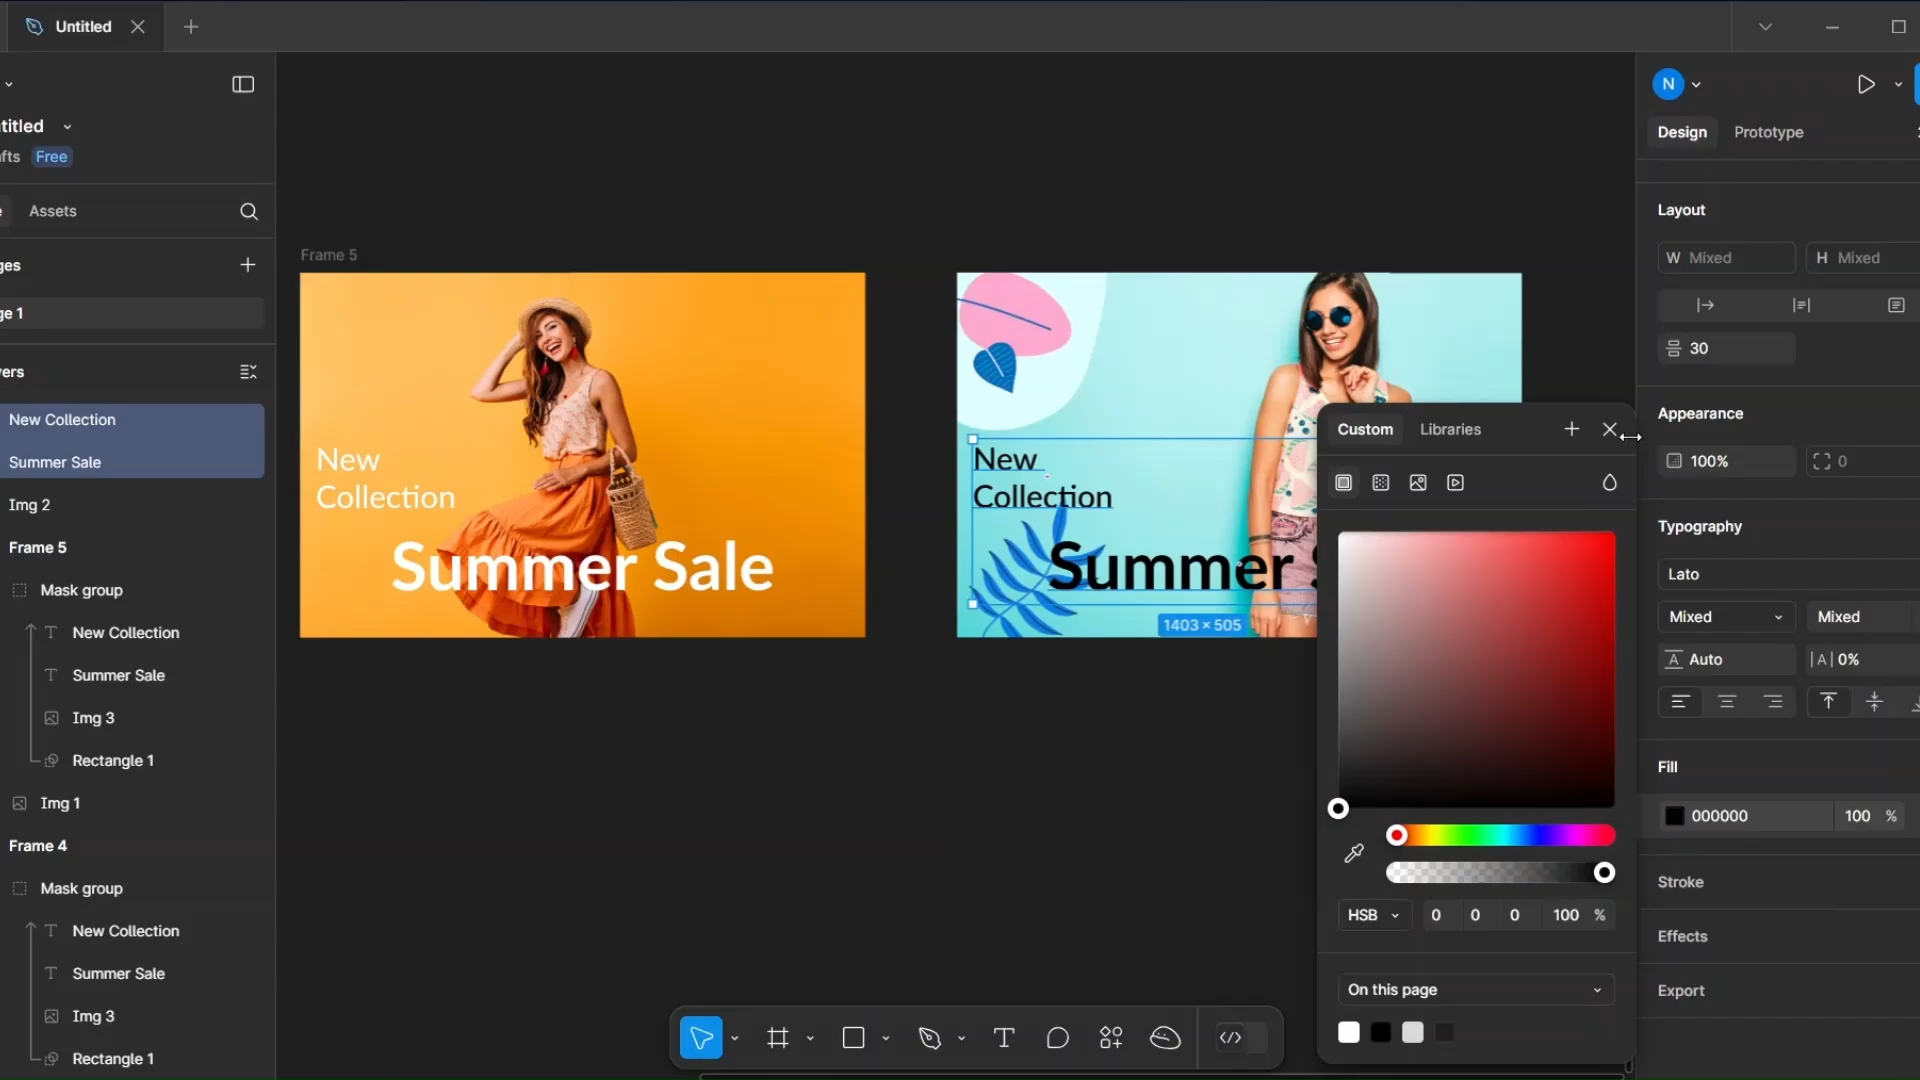 Untitled
N
titled
fts
Free
Design
Prototype
Assets
Layout
W Mixed
H Mixed
ges
Frame 5
ge 1
30
ers
Appearance
New Collection
Custom
Libraries
Summer Sale
100%
0
New
Collection
New
Collection
Img 2
Typography
Frame 5
Summer Sale
Summer S
Lato
Mask group
Mixed
Mixed
1403 × 505
New Collection
Auto
|A| 0%
Summer Sale
Img 3
Rectangle 1
Fill
Img 1
000000
100 %
Frame 4
Stroke
Mask group
HSB
0
0
0
100 %
New Collection
Effects
Summer Sale
On this page
Export
Img 3
Rectangle 1